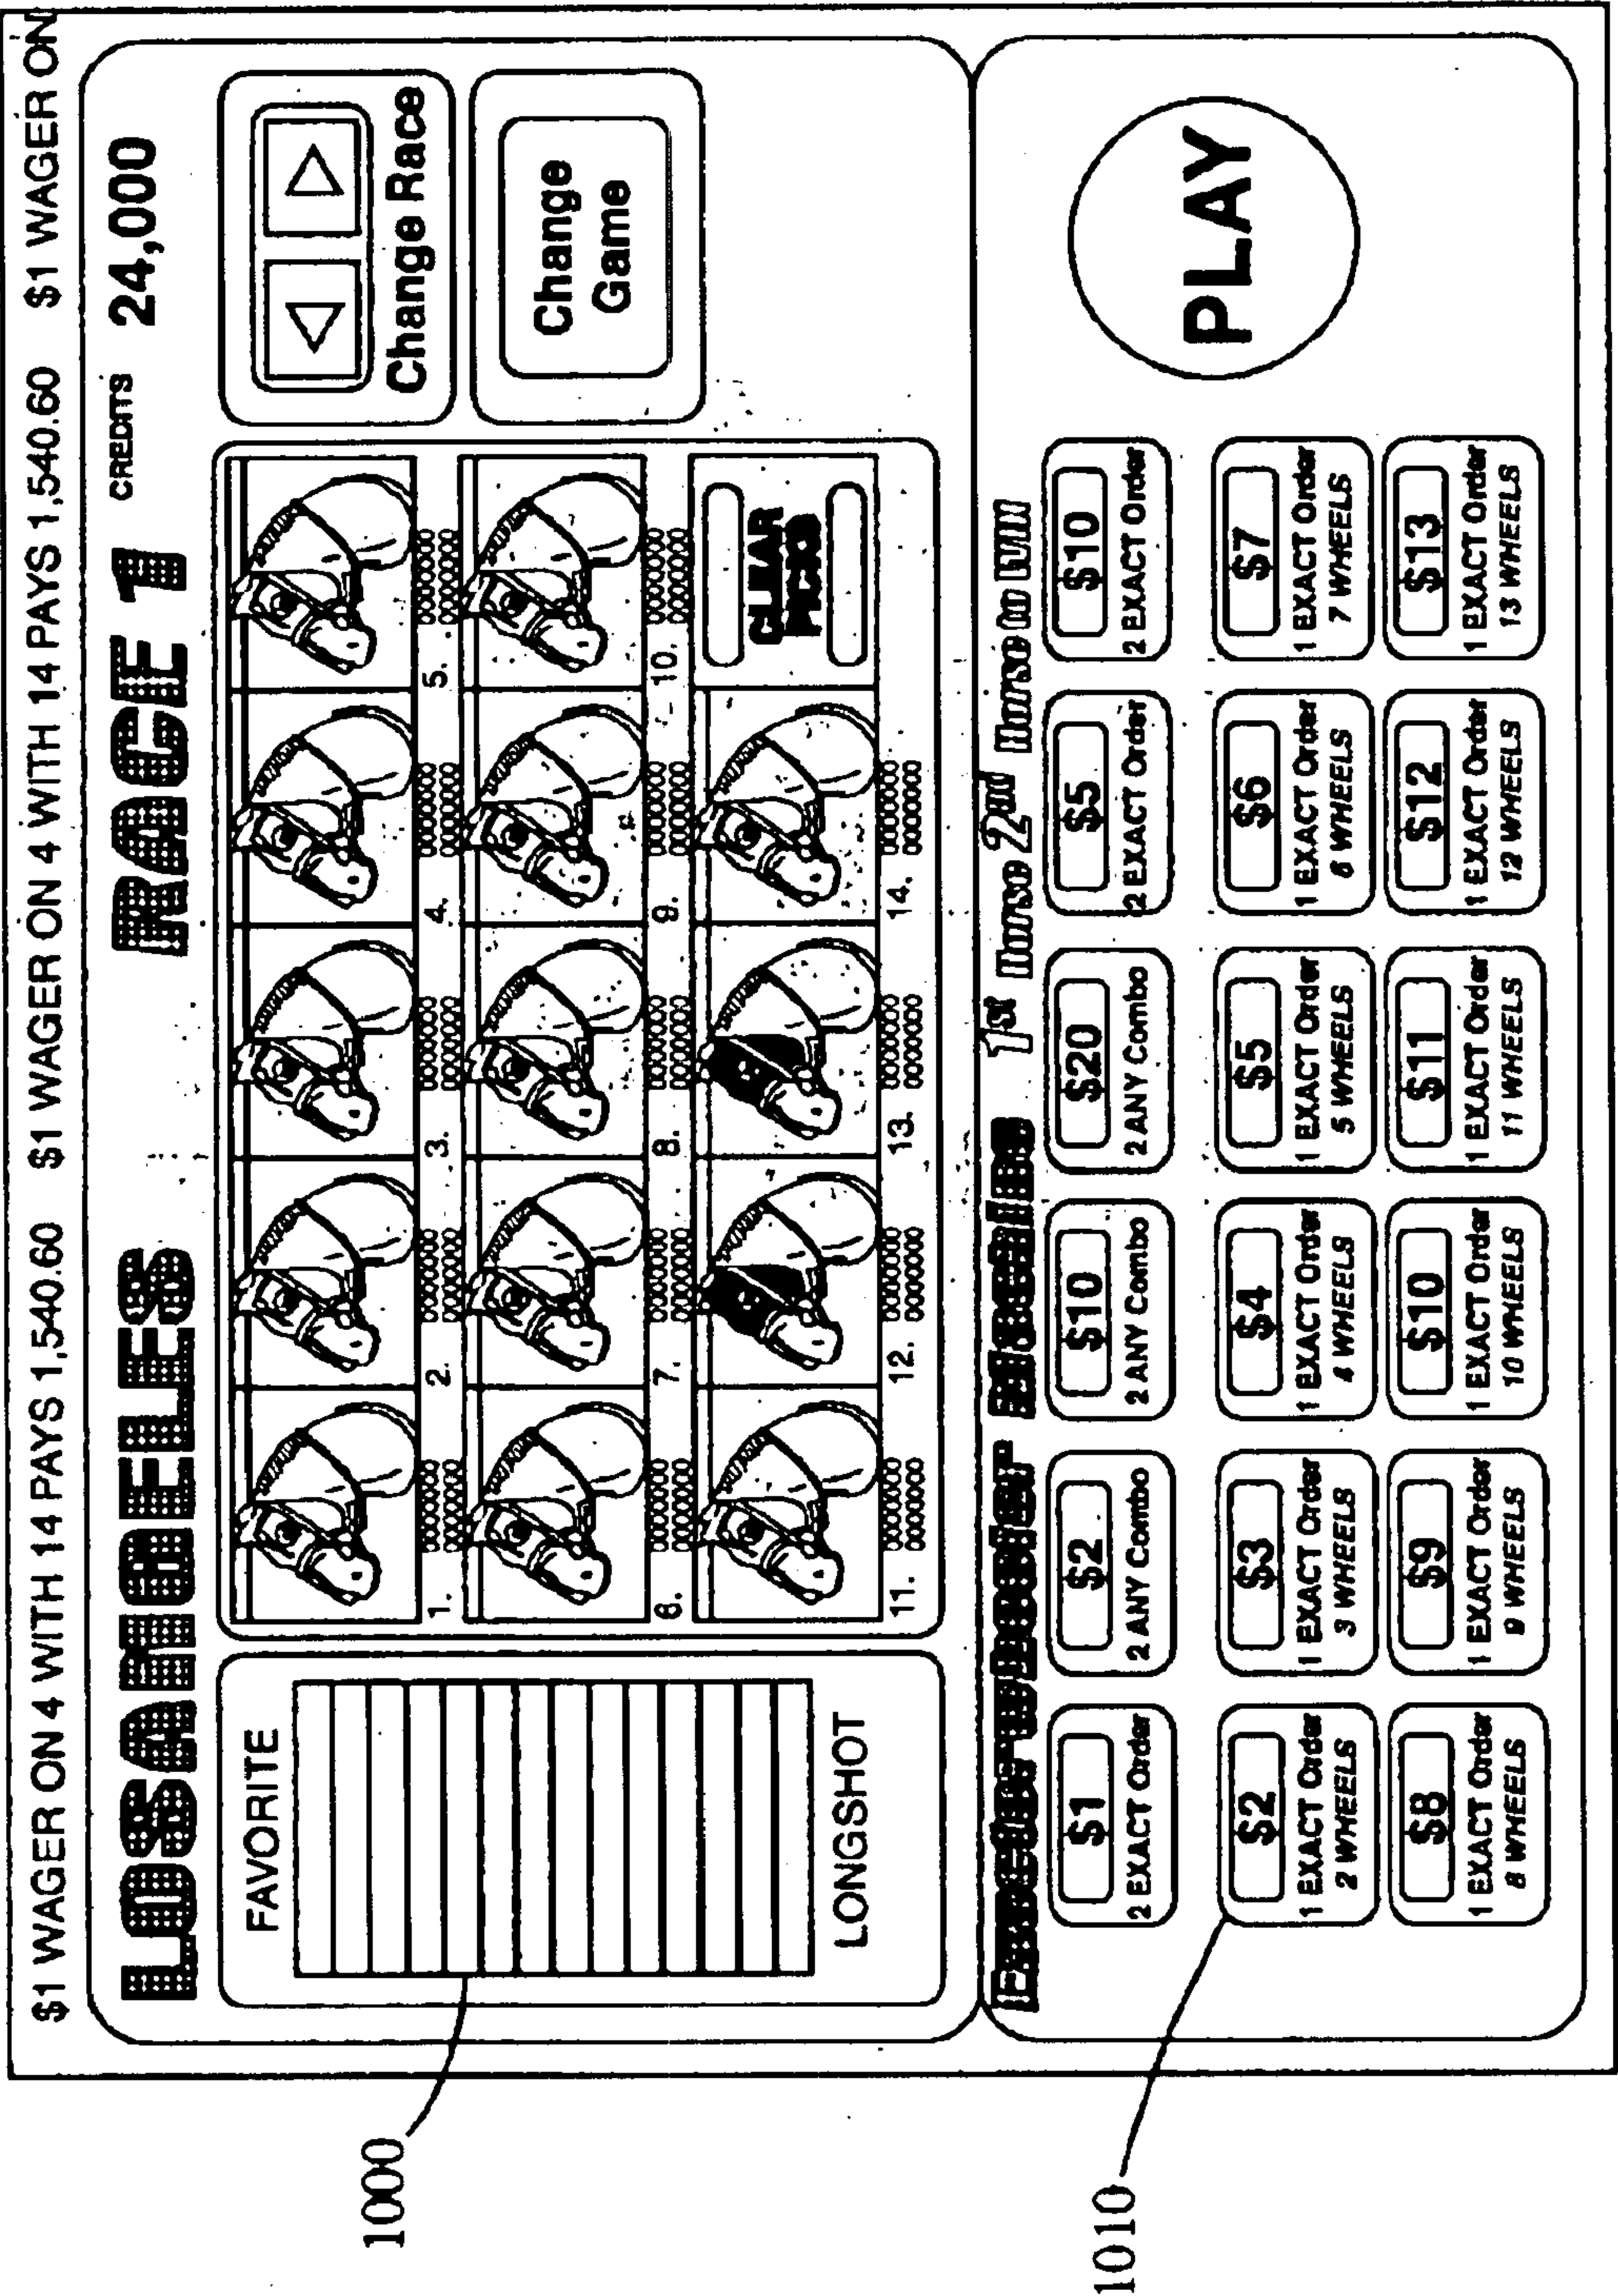 $1 WAGER ON 4 WITH 14 PAYS 1,540.60 $1 WAGER ON 4 WITH 14 PAYS 1,540.60 $1 WAGER ON
LOS AMIGELES RACE 1 CREDITS 24,000
FAVORITE
LONGSHOT
1. 2. 3. 4. 5.
6. 7. 8. 9. 10.
11. 12. 13. 14.
CLEAR
PICKS
Change Race
Change
Game
1st Horse 2nd Horse to win
$1
2 EXACT Order
$2
2 ANY Combo
$10
2 ANY Combo
$20
2 ANY Combo
$5
2 EXACT Order
$10
2 EXACT Order
$2
1 EXACT Order
2 WHEELS
$3
1 EXACT Order
3 WHEELS
$4
1 EXACT Order
4 WHEELS
$5
1 EXACT Order
5 WHEELS
$6
1 EXACT Order
6 WHEELS
$7
1 EXACT Order
7 WHEELS
$8
1 EXACT Order
8 WHEELS
$9
1 EXACT Order
9 WHEELS
$10
1 EXACT Order
10 WHEELS
$11
1 EXACT Order
11 WHEELS
$12
1 EXACT Order
12 WHEELS
$13
1 EXACT Order
13 WHEELS
PLAY
1000
1010